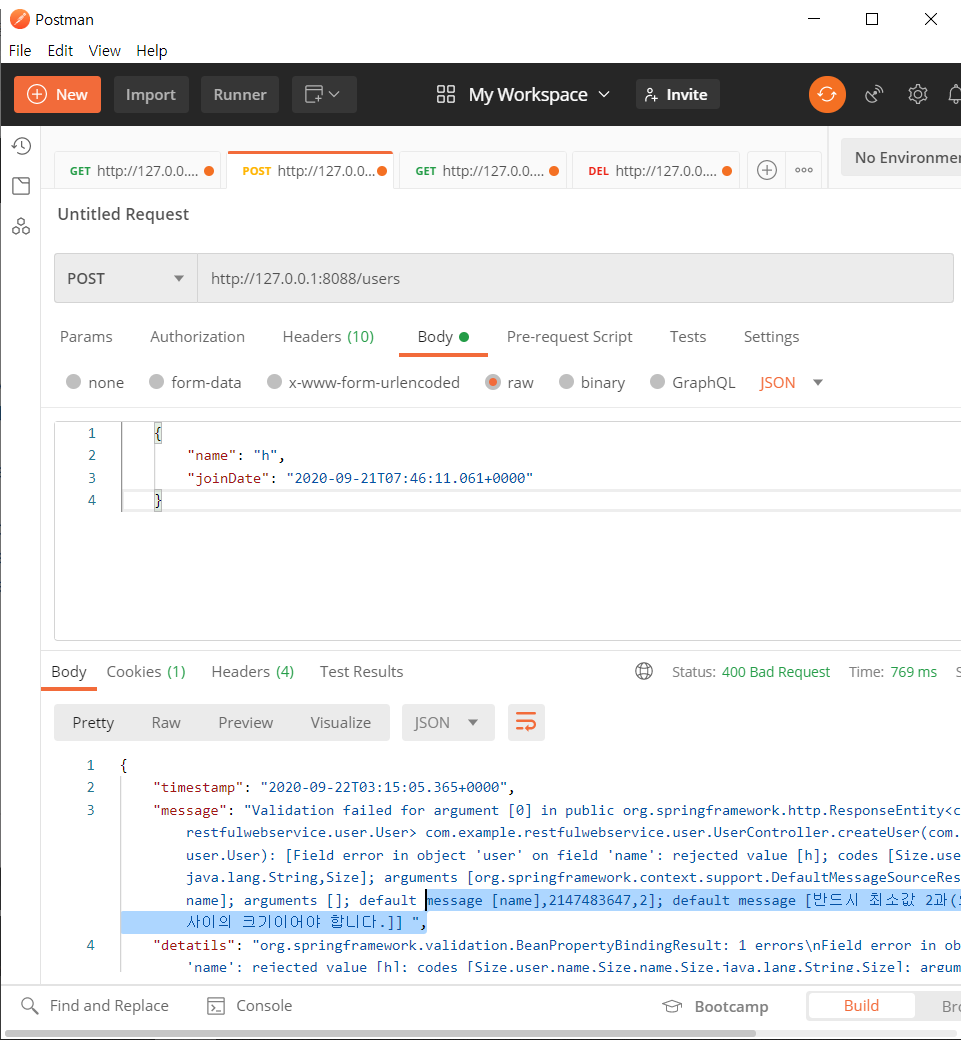 Postman
File Edit View Help
New Import Runner My Workspace Invite
GET http://127.0.0.... POST http://127.0.0... GET http://127.0.0.... DEL http://127.0.0.... No Environme
Untitled Request
POST http://127.0.0.1:8088/users
Params Authorization Headers (10) Body Pre-request Script Tests Settings
none form-data x-www-form-urlencoded raw binary GraphQL JSON
1 {
2 "name": "h",
3 "joinDate": "2020-09-21T07:46:11.061+0000"
4 }
Body Cookies (1) Headers (4) Test Results Status: 400 Bad Request Time: 769 ms S
Pretty Raw Preview Visualize JSON
1 {
2 "timestamp": "2020-09-22T03:15:05.365+0000",
3 "message": "Validation failed for argument [0] in public org.springframework.http.ResponseEntity<c
restfulwebservice.user.User> com.example.restfulwebservice.user.UserController.createUser(com.
user.User): [Field error in object 'user' on field 'name': rejected value [h]; codes [Size.use
java.lang.String,Size]; arguments [org.springframework.context.support.DefaultMessageSourceRes
name]; arguments []; default message [name],2147483647,2]; default message [반드시 최소값 2과(
사이의 크기이어야 합니다.]] ",
4 "detatils": "org.springframework.validation.BeanPropertyBindingResult: 1 errors\nField error in ob
'name': rejected value [h]; codes [Size.user.name,Size.name,Size.java.lang.String,Size]; argum
Find and Replace Console Bootcamp Build Bro